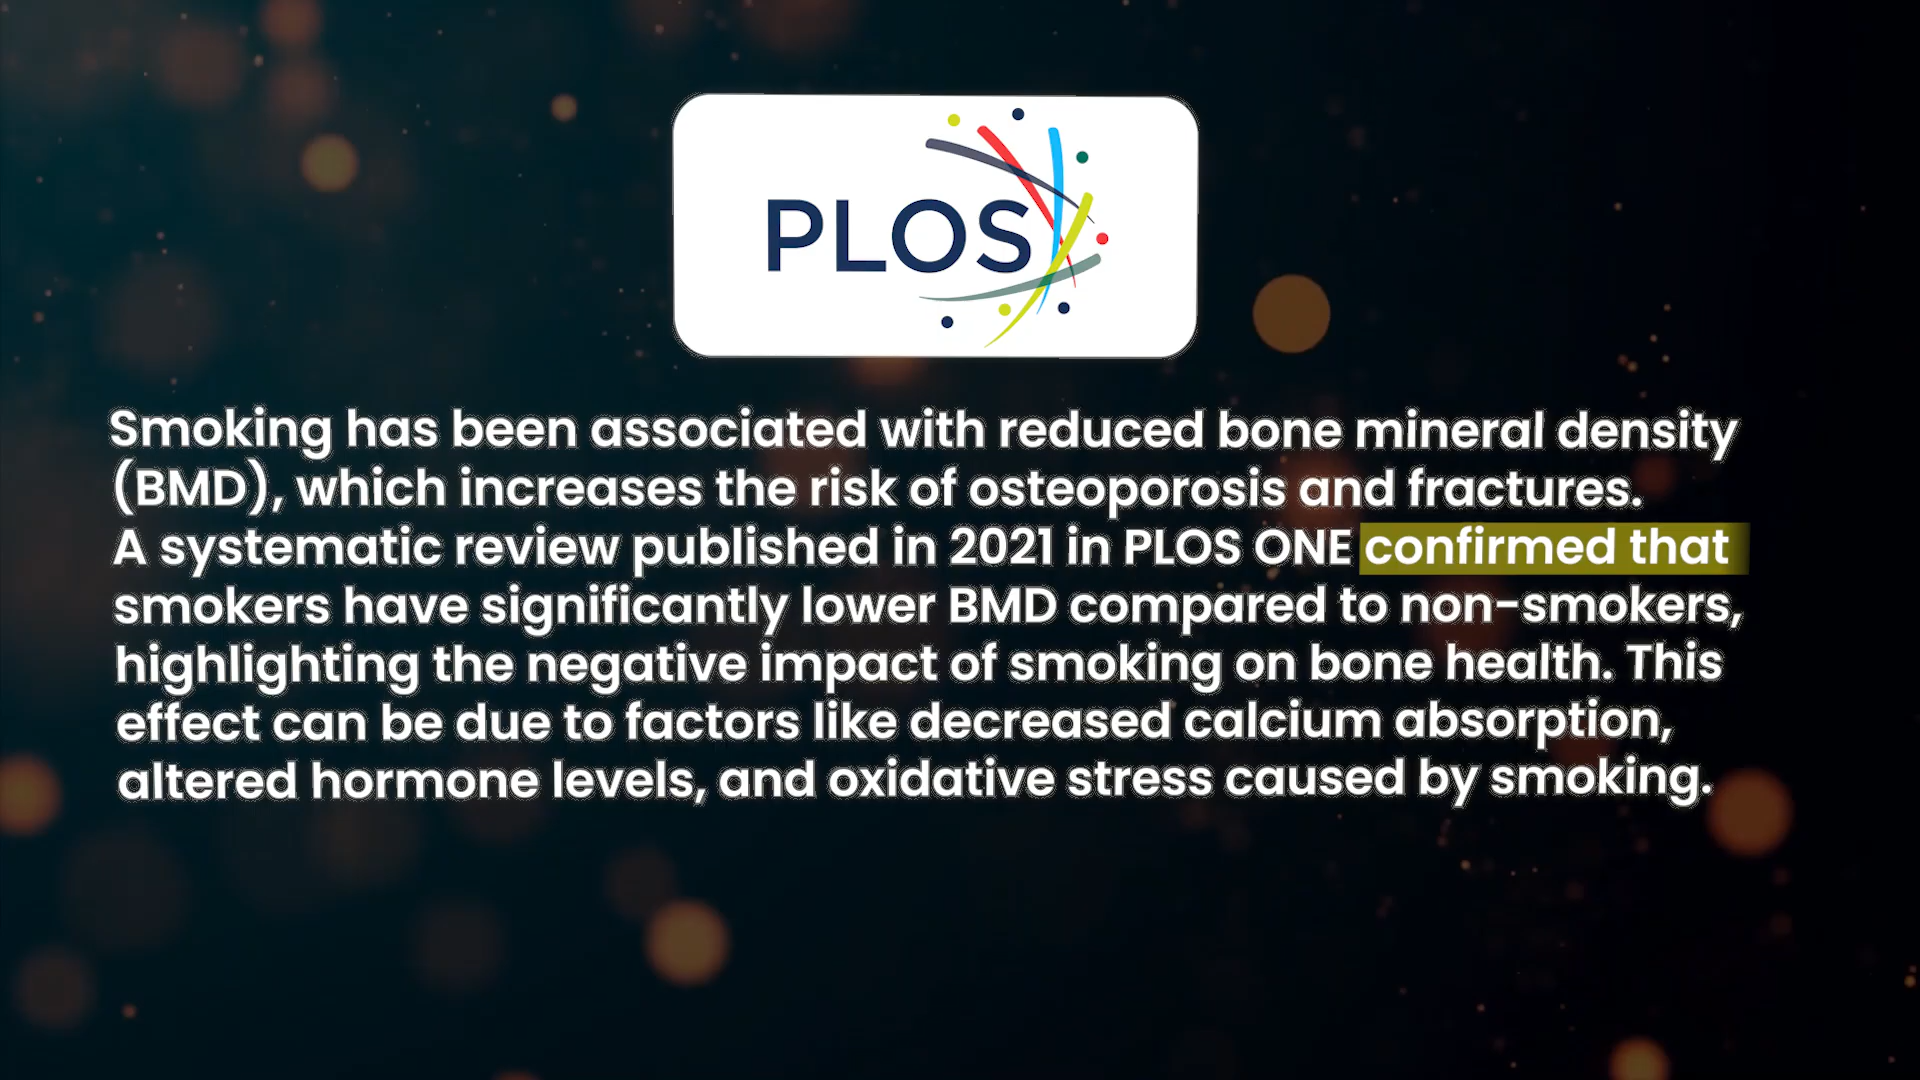 PLOS
Smoking has been associated with reduced bone mineral density
(BMD), which increases the risk of osteoporosis and fractures.
A systematic review published in 2021 in PLOS ONE confirmed that
smokers have significantly lower BMD compared to non-smokers,
highlighting the negative impact of smoking on bone health. This
effect can be due to factors like decreased calcium absorption,
altered hormone levels, and oxidative stress caused by smoking.